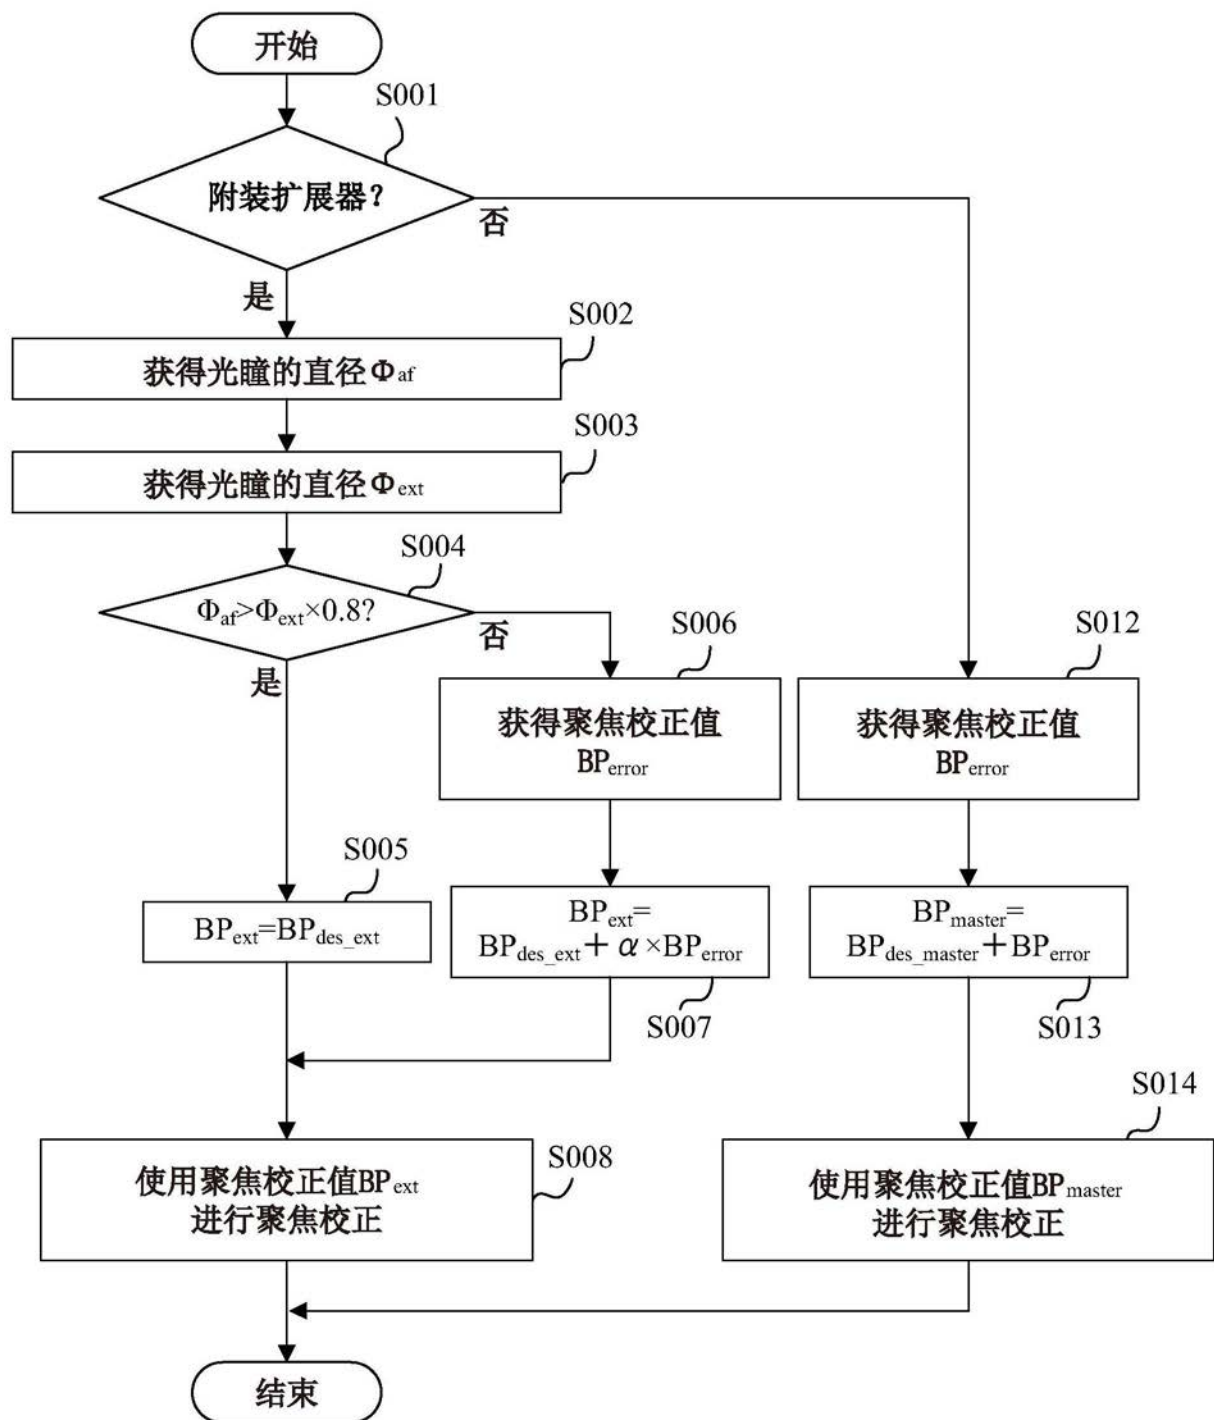 开始
S001
附装扩展器?
否
是
S002
获得光瞳的直径Φaf
S003
获得光瞳的直径Φext
S004
Φaf>Φext×0.8?
否
是
S006
获得聚焦校正值
BPerror
S012
获得聚焦校正值
BPerror
S005
BPext=BPdes_ext
BPext=
BPdes_ext+α×BPerror
S007
BPmaster=
BPdes_master+BPerror
S013
S008
使用聚焦校正值BPext
进行聚焦校正
S014
使用聚焦校正值BPmaster
进行聚焦校正
结束